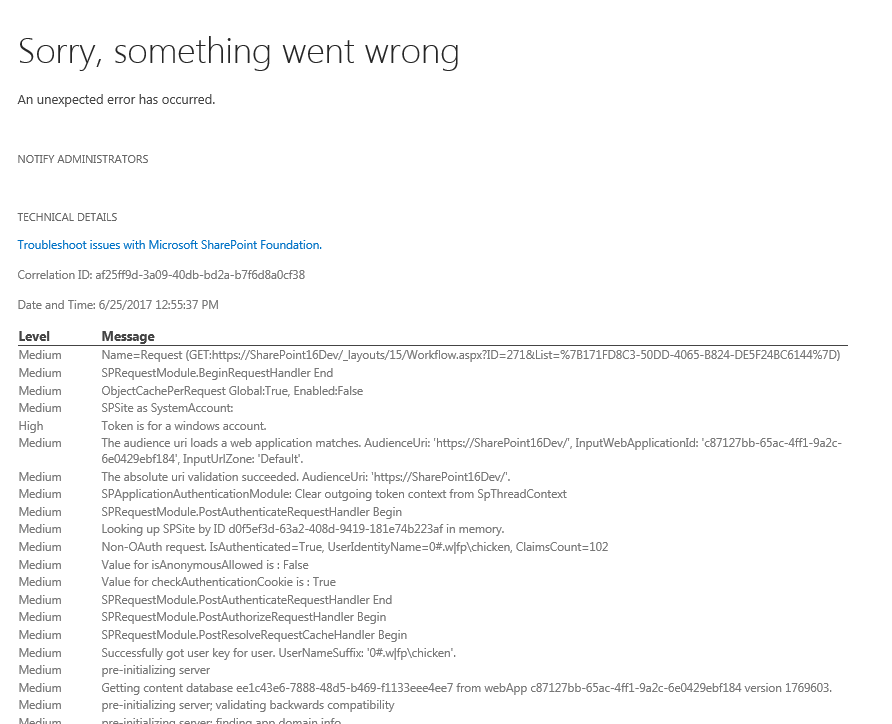 Sorry, something went wrong
An unexpected error has occurred.
NOTIFY ADMINISTRATORS
TECHNICAL DETAILS
Troubleshoot issues with Microsoft SharePoint Foundation.
Correlation ID: af25ff9d-3a09-40db-bd2a-b7f6d8a0cf38
Date and Time: 6/25/2017 12:55:37 PM
Level Message
Medium Name=Request (GET:https://SharePoint16Dev/_layouts/15/Workflow.aspx?ID=271&List=%7B171FD8C3-50DD-4065-B824-DE5F24BC6144%7D)
Medium SPRequestModule.BeginRequestHandler End
Medium ObjectCachePerRequest Global:True, Enabled:False
Medium SPSite as SystemAccount:
High Token is for a windows account.
Medium The audience uri loads a web application matches. AudienceUri: 'https://SharePoint16Dev/', InputWebApplicationId: 'c87127bb-65ac-4ff1-9a2c-
6e0429ebf184', InputUrlZone: 'Default'.
Medium The absolute uri validation succeeded. AudienceUri: 'https://SharePoint16Dev/'.
Medium SPApplicationAuthenticationModule: Clear outgoing token context from SpThreadContext
Medium SPRequestModule.PostAuthenticateRequestHandler Begin
Medium Looking up SPSite by ID d0f5ef3d-63a2-408d-9419-181e74b223af in memory.
Medium Non-OAuth request. IsAuthenticated=True, UserIdentityName=0#.w|fp\chicken, ClaimsCount=102
Medium Value for isAnonymousAllowed is : False
Medium Value for checkAuthenticationCookie is : True
Medium SPRequestModule.PostAuthenticateRequestHandler End
Medium SPRequestModule.PostAuthorizeRequestHandler Begin
Medium SPRequestModule.PostResolveRequestCacheHandler Begin
Medium Successfully got user key for user. UserNameSuffix: '0#.w|fp\chicken'.
Medium pre-initializing server
Medium Getting content database ee1c43e6-7888-48d5-b469-f1133eee4ee7 from webApp c87127bb-65ac-4ff1-9a2c-6e0429ebf184 version 1769603.
Medium pre-initializing server; validating backwards compatibility
Medium pre-initializing server; finding app domain info